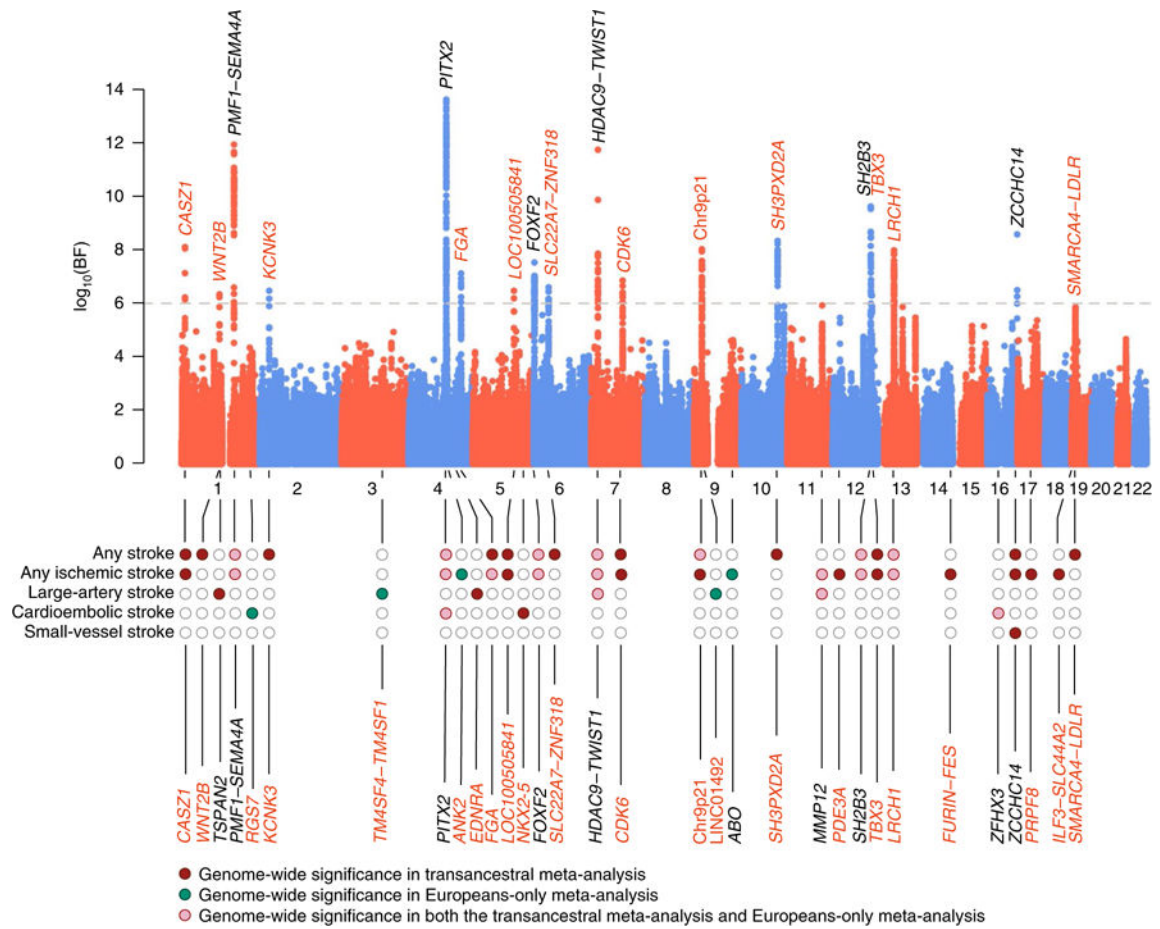 PMF1–SEMA4A
PITX2
HDAC9–TWIST1
CASZ1
WNT2B
KCNK3
FGA
LOC100505841
FOXF2
SLC22A7–ZNF318
CDK6
Chr9p21
SH3PXD2A
SH2B3
TBX3
LRCH1
ZCCHC14
SMARCA4–LDLR
log10(BF)
14
12
10
8
6
4
2
0
1 2 3 4 5 6 7 8 9 10 11 12 13 14 15 16 17 18 19 20 21 22
Any stroke
Any ischemic stroke
Large-artery stroke
Cardioembolic stroke
Small-vessel stroke
CASZ1
WNT2B
TSPAN2
PMF1–SEMA4A
RGS7
KCNK3
TM4SF4–TM4SF1
PITX2
ANK2
EDNRA
FGA
LOC100505841
NKX2-5
FOXF2
SLC22A7–ZNF318
HDAC9–TWIST1
CDK6
Chr9p21
LINC01492
ABO
SH3PXD2A
MMP12
PDE3A
SH2B3
TBX3
LRCH1
FURIN–FES
ZFHX3
ZCCHC14
PRPF8
ILF3–SLC44A2
SMARCA4–LDLR
Genome-wide significance in transancestral meta-analysis
Genome-wide significance in Europeans-only meta-analysis
Genome-wide significance in both the transancestral meta-analysis and Europeans-only meta-analysis